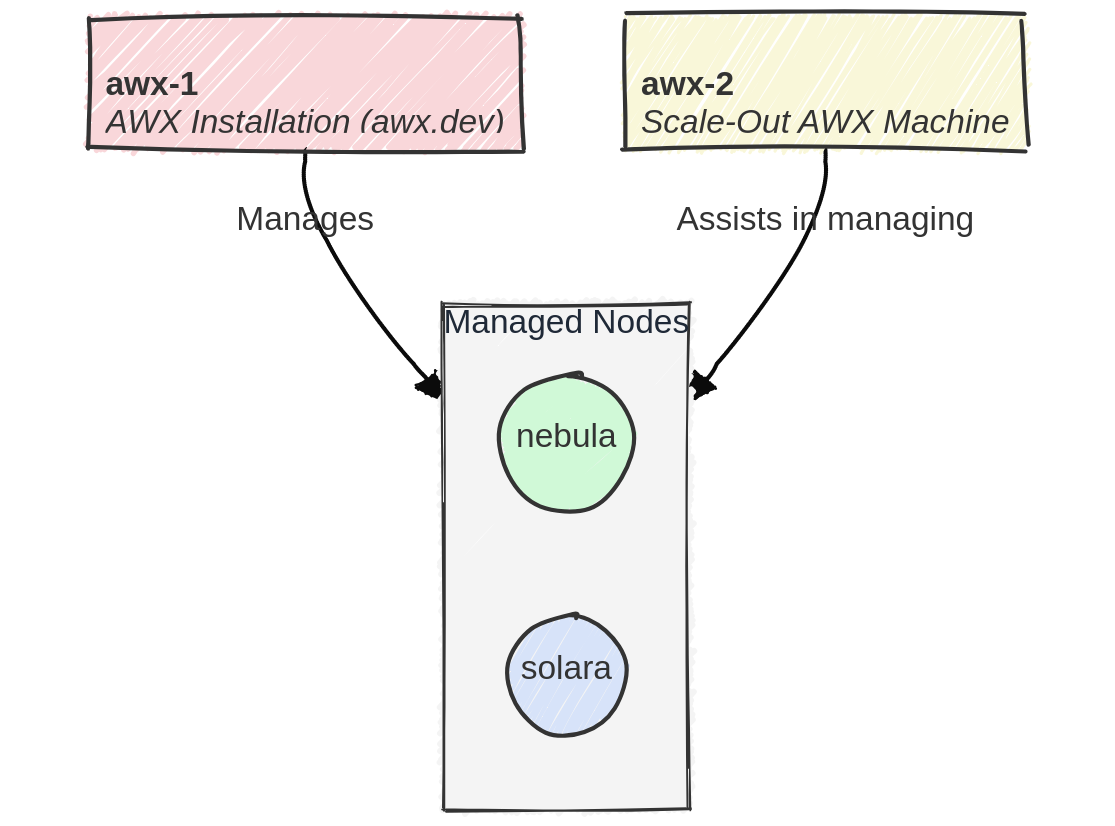 awx-1
AWX Installation (awx.dev)
awx-2
Scale-Out AWX Machine
Manages
Assists in managing
Managed Nodes
nebula
solara